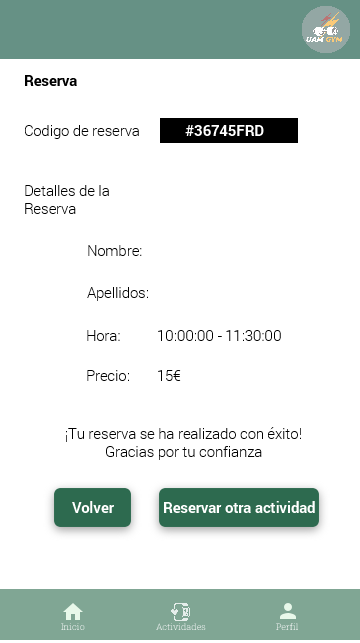 UAM GYM
Reserva
Codigo de reserva #36745FRD
Detalles de la
Reserva
Nombre:
Apellidos:
Hora: 10:00:00 - 11:30:00
Precio: 15€
¡Tu reserva se ha realizado con éxito!
Gracias por tu confianza
Volver Reservar otra actividad
Inicio Actividades Perfil